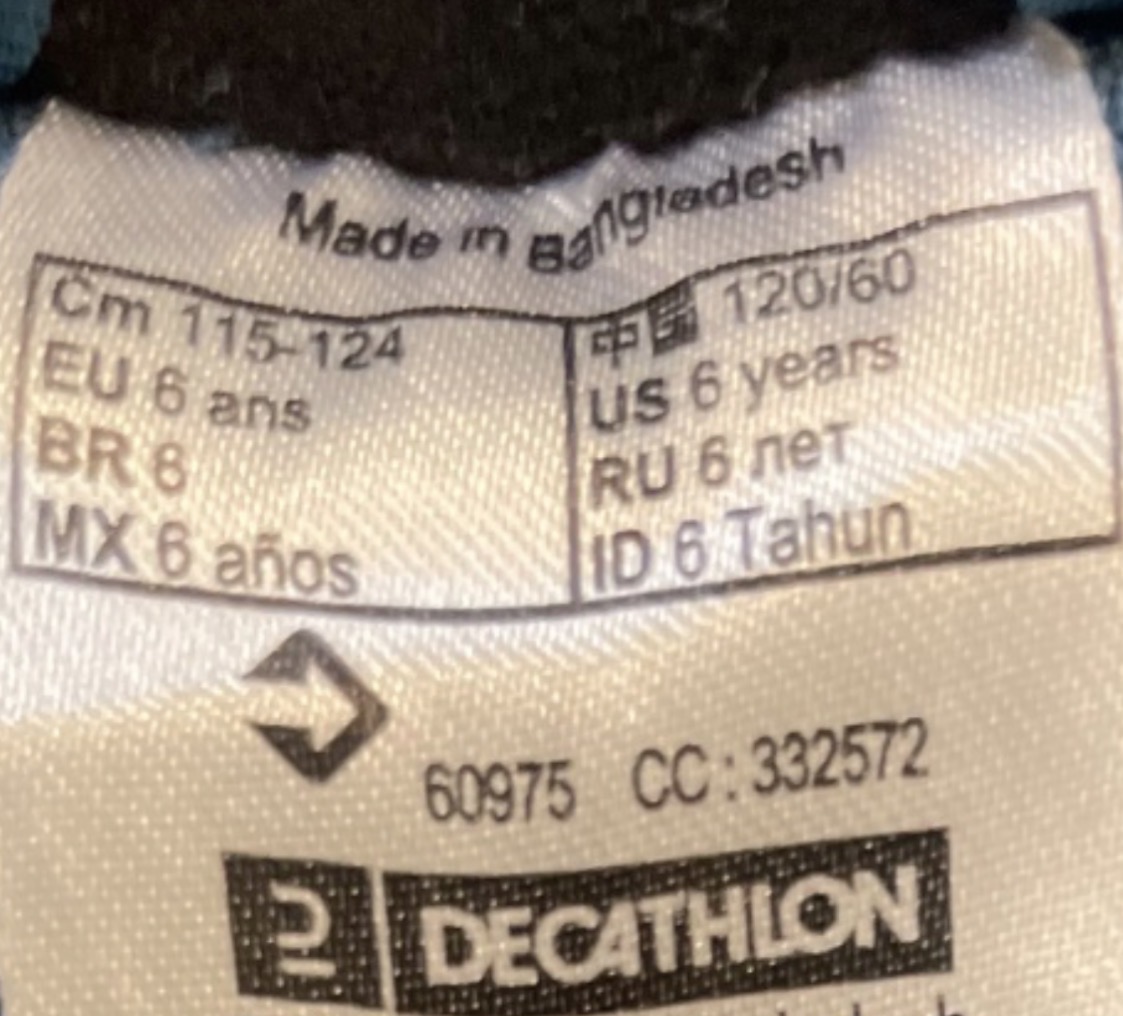 Made in Bangladesh
Cm 115-124
EU 6 ans
BR 6
MX 6 años
中国 120/60
US 6 years
RU 6 лет
ID 6 Tahun
60975 CC : 332572
DECATHLON